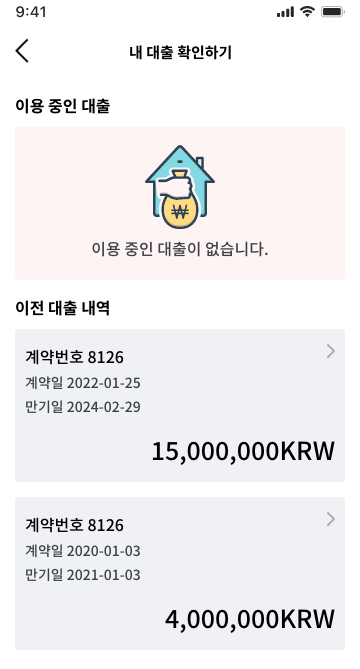 9:41
내 대출 확인하기
이용 중인 대출
₩
이용 중인 대출이 없습니다.
이전 대출 내역
계약번호 8126
계약일 2022-01-25
만기일 2024-02-29
15,000,000KRW
계약번호 8126
계약일 2020-01-03
만기일 2021-01-03
4,000,000KRW